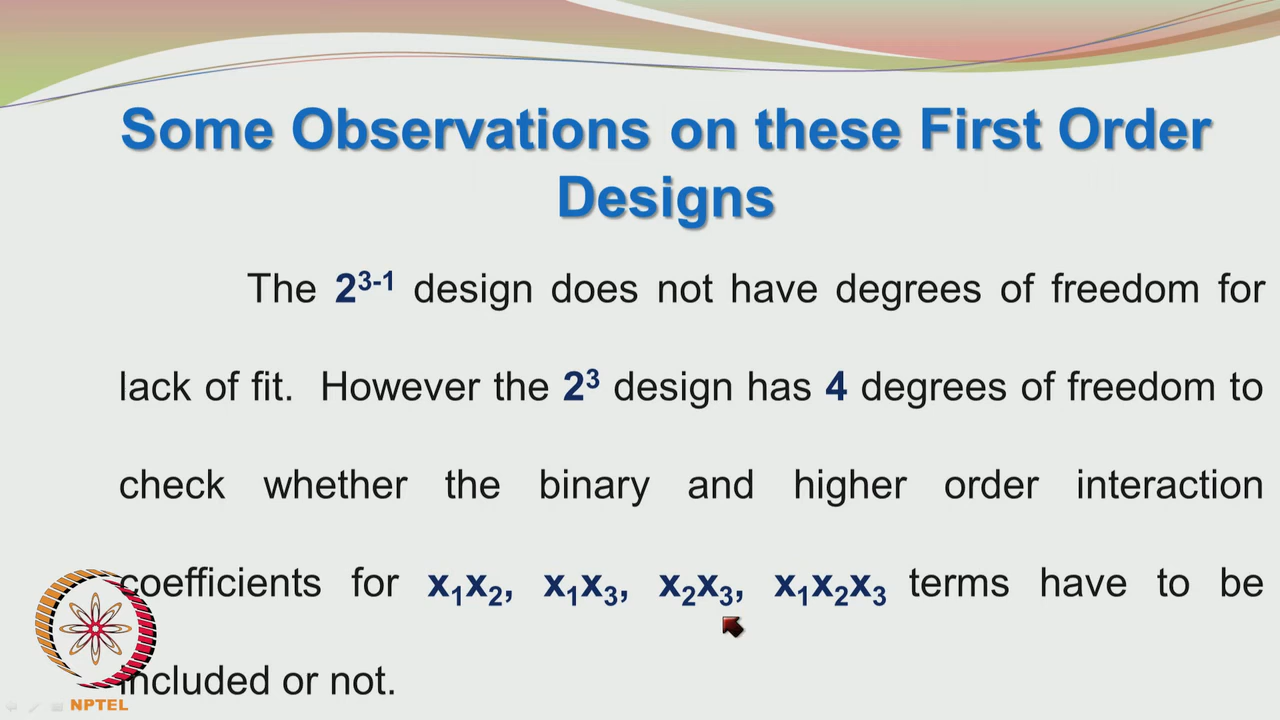 Some Observations on these First Order
Designs
The 2³⁻¹ design does not have degrees of freedom for
lack of fit. However the 2³ design has 4 degrees of freedom to
check whether the binary and higher order interaction
coefficients for x₁x₂, x₁x₃, x₂x₃, x₁x₂x₃ terms have to be
included or not.
NPTEL